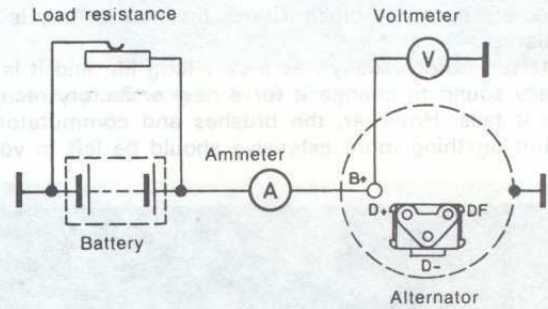 Load resistance
Voltmeter
V
Ammeter
A
B+
D+
DF
D-
Battery
Alternator